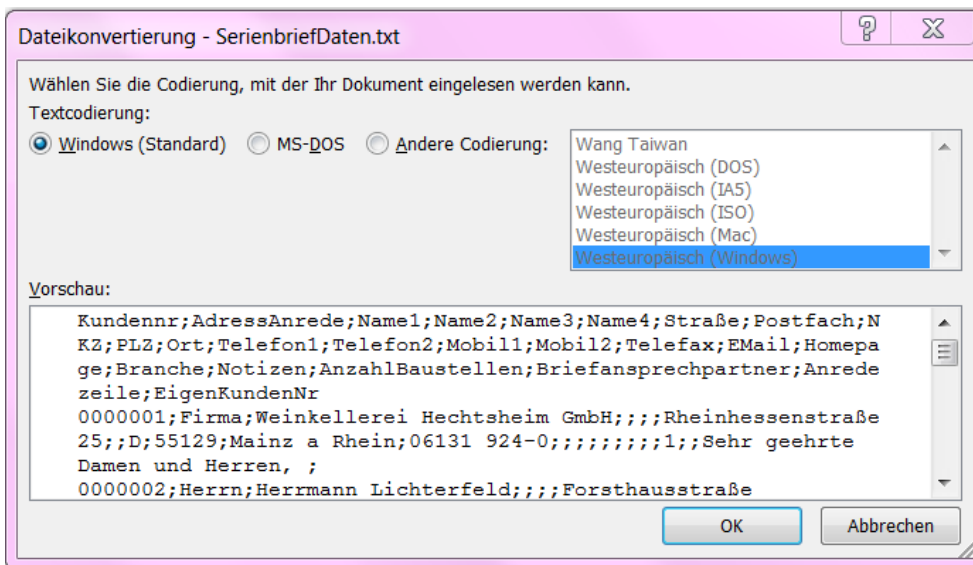 Dateikonvertierung - SerienbriefDaten.txt
Wählen Sie die Codierung, mit der Ihr Dokument eingelesen werden kann.
Textcodierung:
Windows (Standard) MS-DOS Andere Codierung:
Wang Taiwan
Westeuropäisch (DOS)
Westeuropäisch (IA5)
Westeuropäisch (ISO)
Westeuropäisch (Mac)
Westeuropäisch (Windows)
Vorschau:
Kundennr;AdressAnrede;Name1;Name2;Name3;Name4;Straße;Postfach;N
KZ;PLZ;Ort;Telefon1;Telefon2;Mobil1;Mobil2;Telefax;EMail;Homepa
ge;Branche;Notizen;AnzahlBaustellen;Briefansprechpartner;Anrede
zeile;EigenKundenNr
0000001;Firma;Weinkellerei Hechtsheim GmbH;;;;Rheinhessenstraße
25;;D;55129;Mainz a Rhein;06131 924-0;;;;;;;;;1;;Sehr geehrte
Damen und Herren, ;
0000002;Herrn;Herrmann Lichterfeld;;;;Forsthausstraße
OK Abbrechen